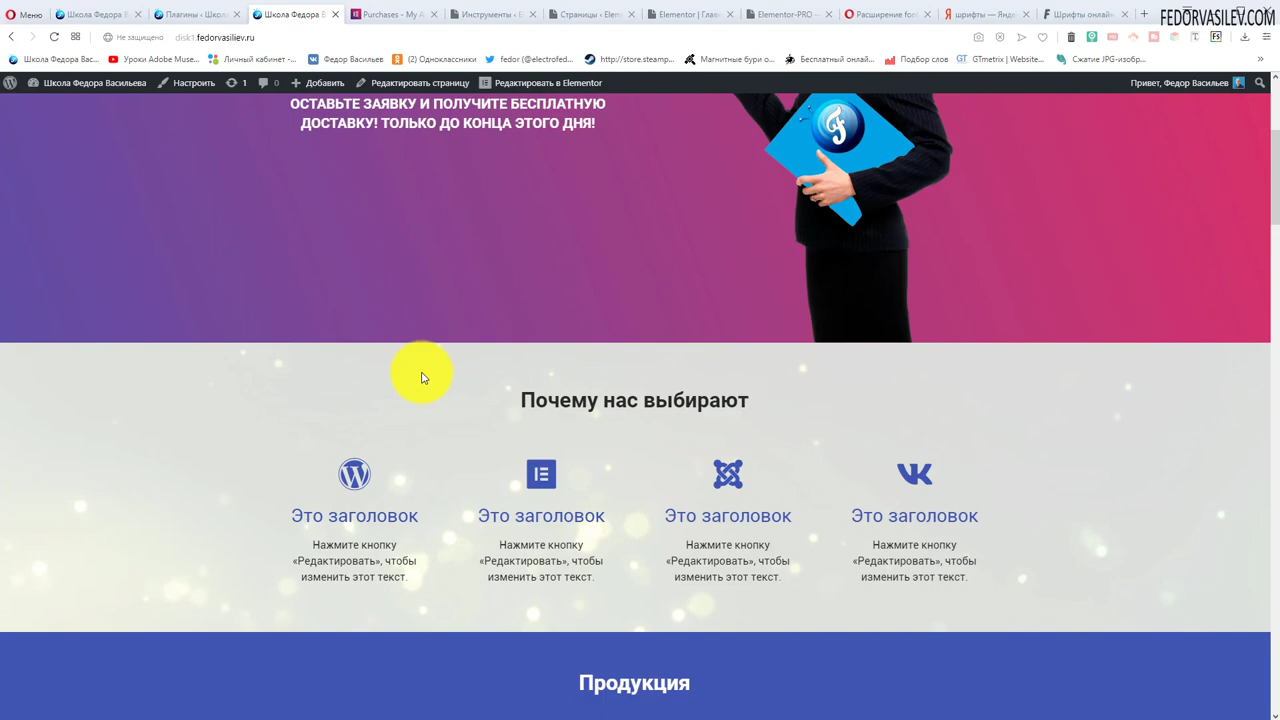 Меню
Школа Федора В
Плагины ‹ Школа
Школа Федора В
Purchases - My A
Инструменты ‹ E
Страницы ‹ Elem
Elementor | Глав
Elementor-PRO —
Расширение fon
шрифты — Янд
Шрифты онлайн
FEDORVASILEV.COM
Не защищено
disk1.fedorvasiliev.ru
Школа Федора Вас...
Уроки Adobe Muse...
Личный кабинет -...
Федор Васильев
(2) Одноклассники
fedor (@electrofed...
http://store.steamp...
Магнитные бури о...
Бесплатный онлай...
Подбор слов
GTmetrix | Website...
Сжатие JPG-изобр...
Школа Федора Васильева
Настроить
1
0
Добавить
Редактировать страницу
Редактировать в Elementor
Привет, Федор Васильев
ОСТАВЬТЕ ЗАЯВКУ И ПОЛУЧИТЕ БЕСПЛАТНУЮ
ДОСТАВКУ! ТОЛЬКО ДО КОНЦА ЭТОГО ДНЯ!
Почему нас выбирают
Это заголовок
Нажмите кнопку
«Редактировать», чтобы
изменить этот текст.
Это заголовок
Нажмите кнопку
«Редактировать», чтобы
изменить этот текст.
Это заголовок
Нажмите кнопку
«Редактировать», чтобы
изменить этот текст.
Это заголовок
Нажмите кнопку
«Редактировать», чтобы
изменить этот текст.
Продукция